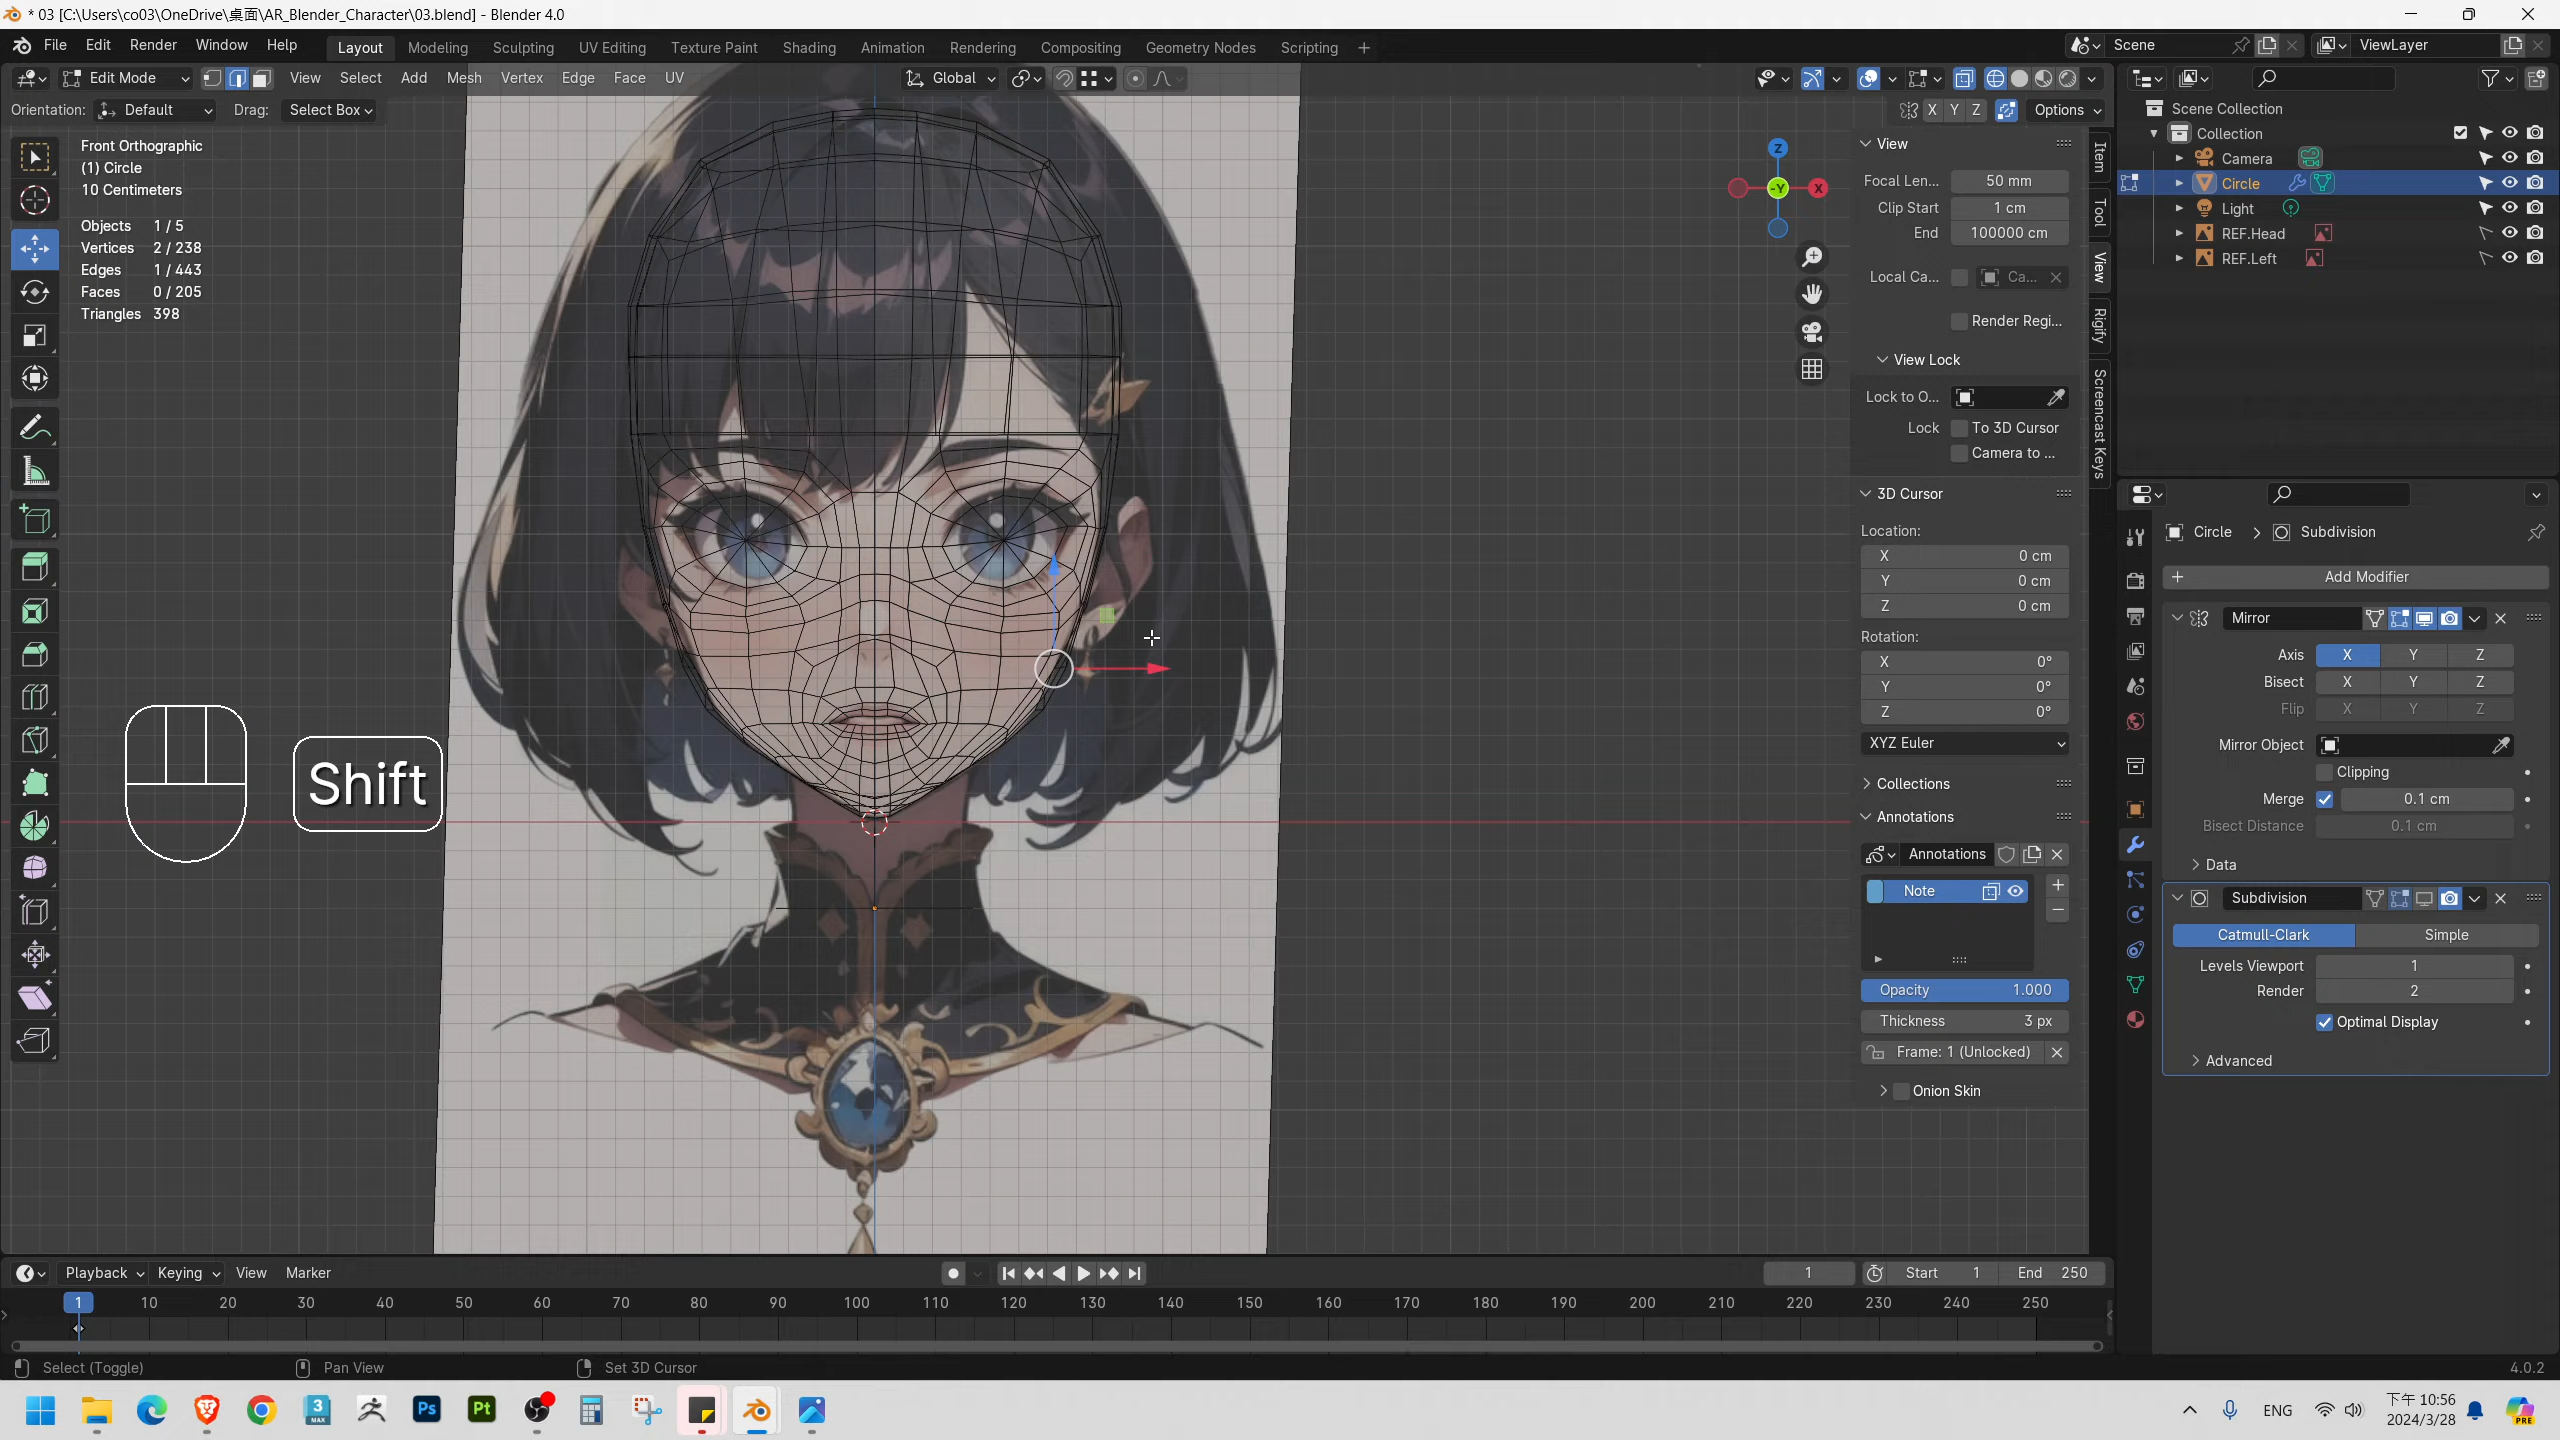 * 03 [C:\Users\co03\OneDrive\桌面\AR_Blender_Character\03.blend] - Blender 4.0
File Edit Render Window Help
Layout Modeling Sculpting UV Editing Texture Paint Shading Animation Rendering Compositing Geometry Nodes Scripting +
Scene
ViewLayer
Edit Mode
View Select Add Mesh Vertex Edge Face UV
Global
Orientation: Default Drag: Select Box
X Y Z Options
Front Orthographic
(1) Circle
10 Centimeters
Objects 1 / 5
Vertices 2 / 238
Edges 1 / 443
Faces 0 / 205
Triangles 398
Shift
Z
-Y
X
View
Focal Len... 50 mm
Clip Start 1 cm
End 100000 cm
Local Ca... Ca...
Render Regi...
View Lock
Lock to O...
Lock To 3D Cursor
Camera to ...
3D Cursor
Location:
X 0 cm
Y 0 cm
Z 0 cm
Rotation:
X 0°
Y 0°
Z 0°
XYZ Euler
Collections
Annotations
Annotations
Note
Opacity 1.000
Thickness 3 px
Frame: 1 (Unlocked)
Onion Skin
Item
Tool
View
Rigify
Screencast Keys
Scene Collection
Collection
Camera
Circle
Light
REF.Head
REF.Left
Circle > Subdivision
+ Add Modifier
Mirror
Axis X Y Z
Bisect X Y Z
Flip X Y Z
Mirror Object
Clipping
Merge 0.1 cm
Bisect Distance 0.1 cm
Data
Subdivision
Catmull-Clark Simple
Levels Viewport 1
Render 2
Optimal Display
Advanced
Playback Keying View Marker
1 Start 1 End 250
1 10 20 30 40 50 60 70 80 90 100 110 120 130 140 150 160 170 180 190 200 210 220 230 240 250
Select (Toggle) Pan View Set 3D Cursor
4.0.2
3
MAX
Ps
Pt
ENG
下午 10:56
2024/3/28
PRE